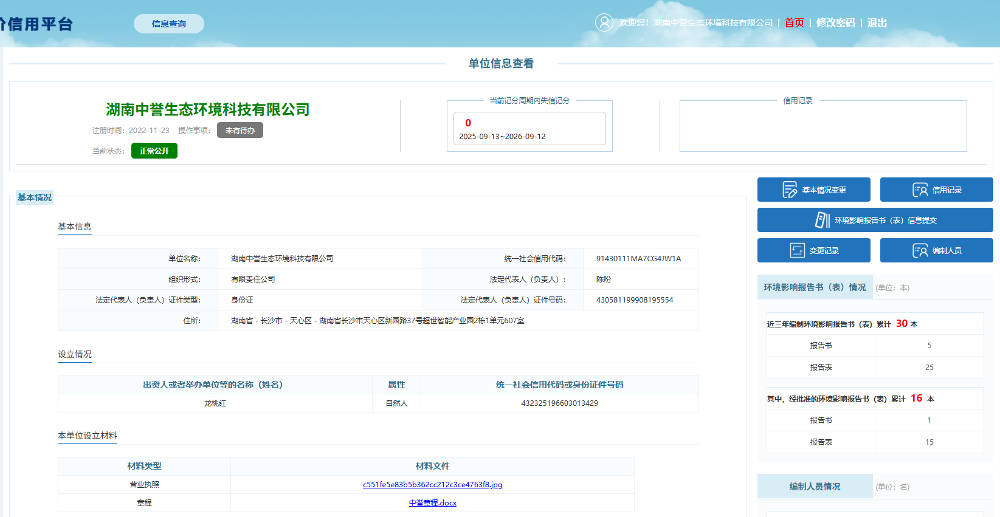 价信用平台
信息查询
欢迎您！湖南中誉生态环境科技有限公司 | 首页 | 修改密码 | 退出
单位信息查看
湖南中誉生态环境科技有限公司
注册时间：2022-11-23 操作事项：未有待办
当前状态：正常公开
当前记分周期内失信记分
0
2025-09-13~2026-09-12
信用记录
基本情况变更
信用记录
环境影响报告书（表）信息提交
变更记录
编制人员
基本情况
基本信息
单位名称： 湖南中誉生态环境科技有限公司 统一社会信用代码： 91430111MA7CG4JW1A
组织形式： 有限责任公司 法定代表人（负责人）： 陈盼
法定代表人（负责人）证件类型： 身份证 法定代表人（负责人）证件号码： 430581199908195554
住所： 湖南省 - 长沙市 - 天心区 - 湖南省长沙市天心区新园路37号超世智能产业园2栋1单元607室
设立情况
出资人或者举办单位等的名称（姓名） 属性 统一社会信用代码或身份证件号码
龙桃红 自然人 432325196603013429
本单位设立材料
材料类型 材料文件
营业执照 c551fe5e83b5b362cc212c3ce4763f8.jpg
章程 中誉章程.docx
环境影响报告书（表）情况 (单位：本)
近三年编制环境影响报告书（表）累计 30 本
报告书 5
报告表 25
其中，经批准的环境影响报告书（表）累计 16 本
报告书 1
报告表 15
编制人员情况 (单位：名)